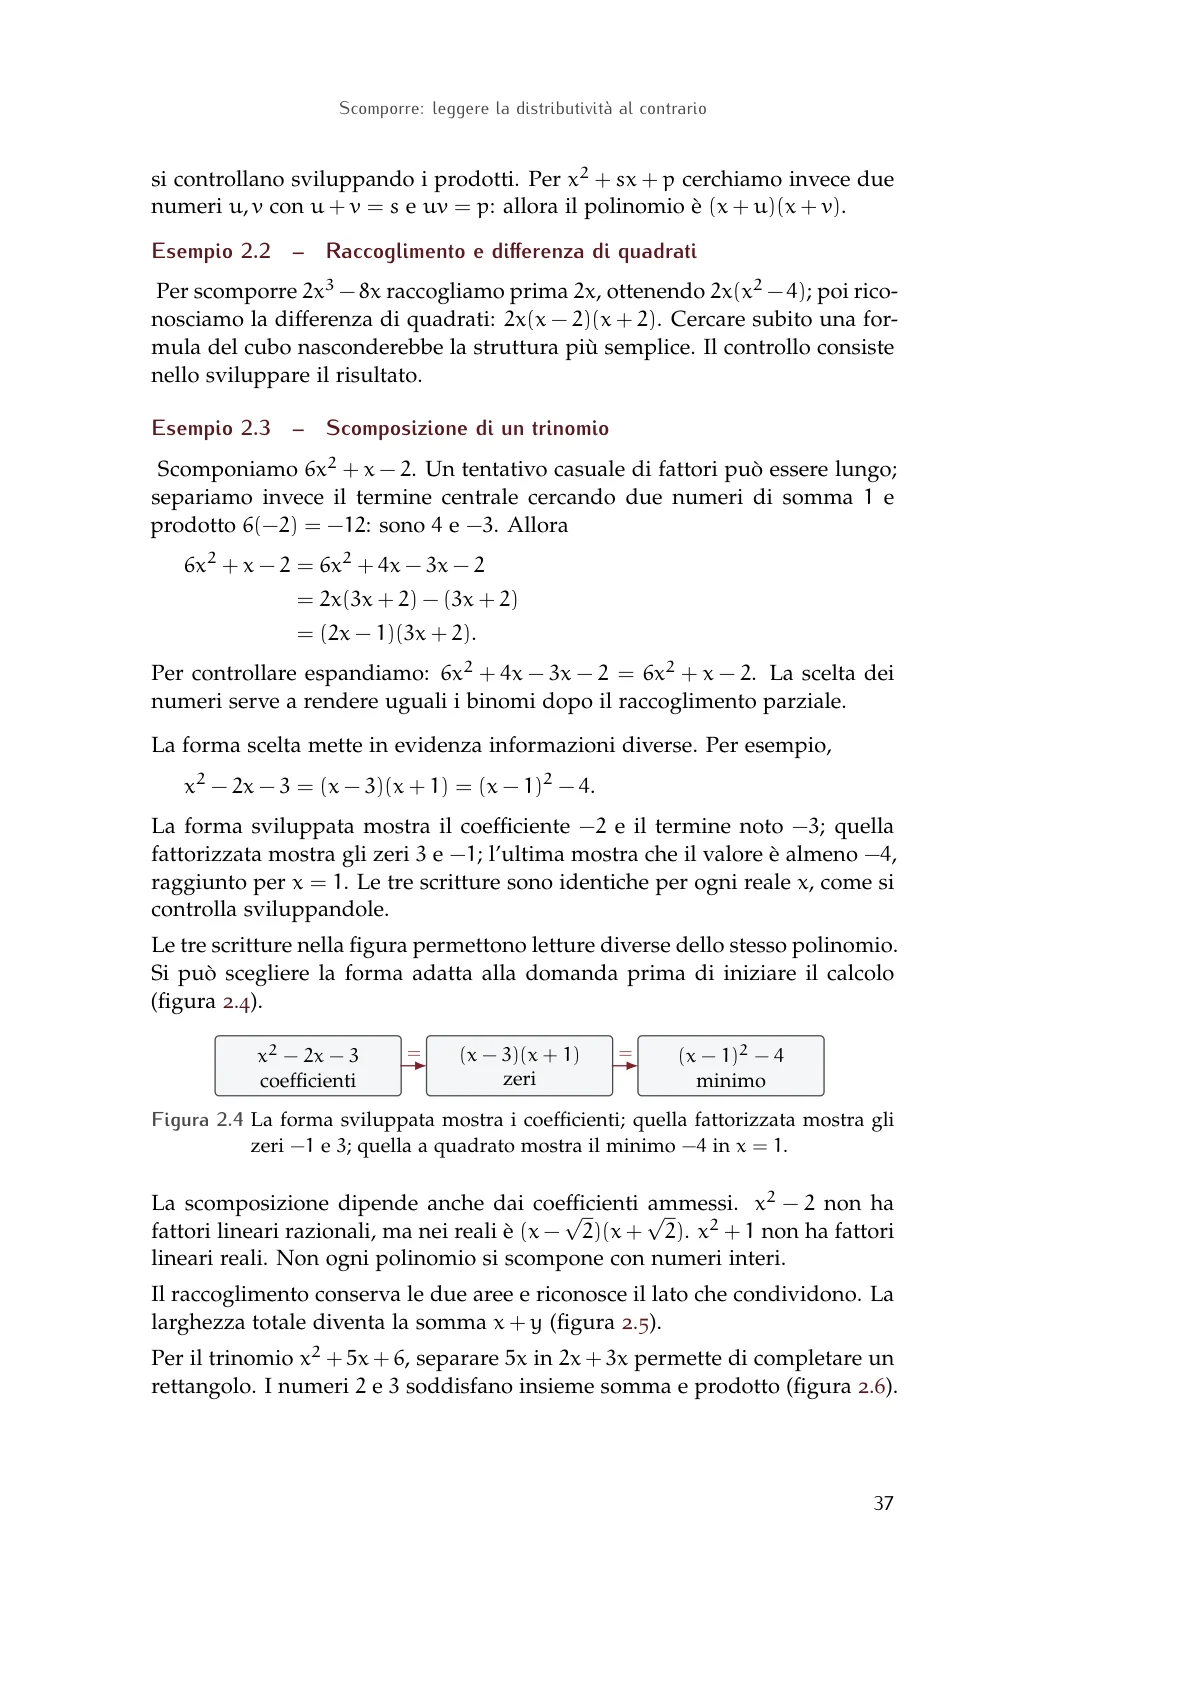 Scomporre: leggere la distributività al contrario
si controllano sviluppando i prodotti. Per x² + sx + p cerchiamo invece due
numeri u, v con u + v = s e uv = p: allora il polinomio è (x + u)(x + v).
Esempio 2.2 – Raccoglimento e differenza di quadrati
Per scomporre 2x³ − 8x raccogliamo prima 2x, ottenendo 2x(x² − 4); poi rico-
nosciamo la differenza di quadrati: 2x(x − 2)(x + 2). Cercare subito una for-
mula del cubo nasconderebbe la struttura più semplice. Il controllo consiste
nello sviluppare il risultato.
Esempio 2.3 – Scomposizione di un trinomio
Scomponiamo 6x² + x − 2. Un tentativo casuale di fattori può essere lungo;
separiamo invece il termine centrale cercando due numeri di somma 1 e
prodotto 6(−2) = −12: sono 4 e −3. Allora
6x² + x − 2 = 6x² + 4x − 3x − 2
= 2x(3x + 2) − (3x + 2)
= (2x − 1)(3x + 2).
Per controllare espandiamo: 6x² + 4x − 3x − 2 = 6x² + x − 2. La scelta dei
numeri serve a rendere uguali i binomi dopo il raccoglimento parziale.
La forma scelta mette in evidenza informazioni diverse. Per esempio,
x² − 2x − 3 = (x − 3)(x + 1) = (x − 1)² − 4.
La forma sviluppata mostra il coefficiente −2 e il termine noto −3; quella
fattorizzata mostra gli zeri 3 e −1; l'ultima mostra che il valore è almeno −4,
raggiunto per x = 1. Le tre scritture sono identiche per ogni reale x, come si
controlla sviluppandole.
Le tre scritture nella figura permettono letture diverse dello stesso polinomio.
Si può scegliere la forma adatta alla domanda prima di iniziare il calcolo
(figura 2.4).
x² − 2x − 3 = (x − 3)(x + 1) = (x − 1)² − 4
coefficienti zeri minimo
Figura 2.4 La forma sviluppata mostra i coefficienti; quella fattorizzata mostra gli
zeri −1 e 3; quella a quadrato mostra il minimo −4 in x = 1.
La scomposizione dipende anche dai coefficienti ammessi. x² − 2 non ha
fattori lineari razionali, ma nei reali è (x − √2)(x + √2). x² + 1 non ha fattori
lineari reali. Non ogni polinomio si scompone con numeri interi.
Il raccoglimento conserva le due aree e riconosce il lato che condividono. La
larghezza totale diventa la somma x + y (figura 2.5).
Per il trinomio x² + 5x + 6, separare 5x in 2x + 3x permette di completare un
rettangolo. I numeri 2 e 3 soddisfano insieme somma e prodotto (figura 2.6).
37